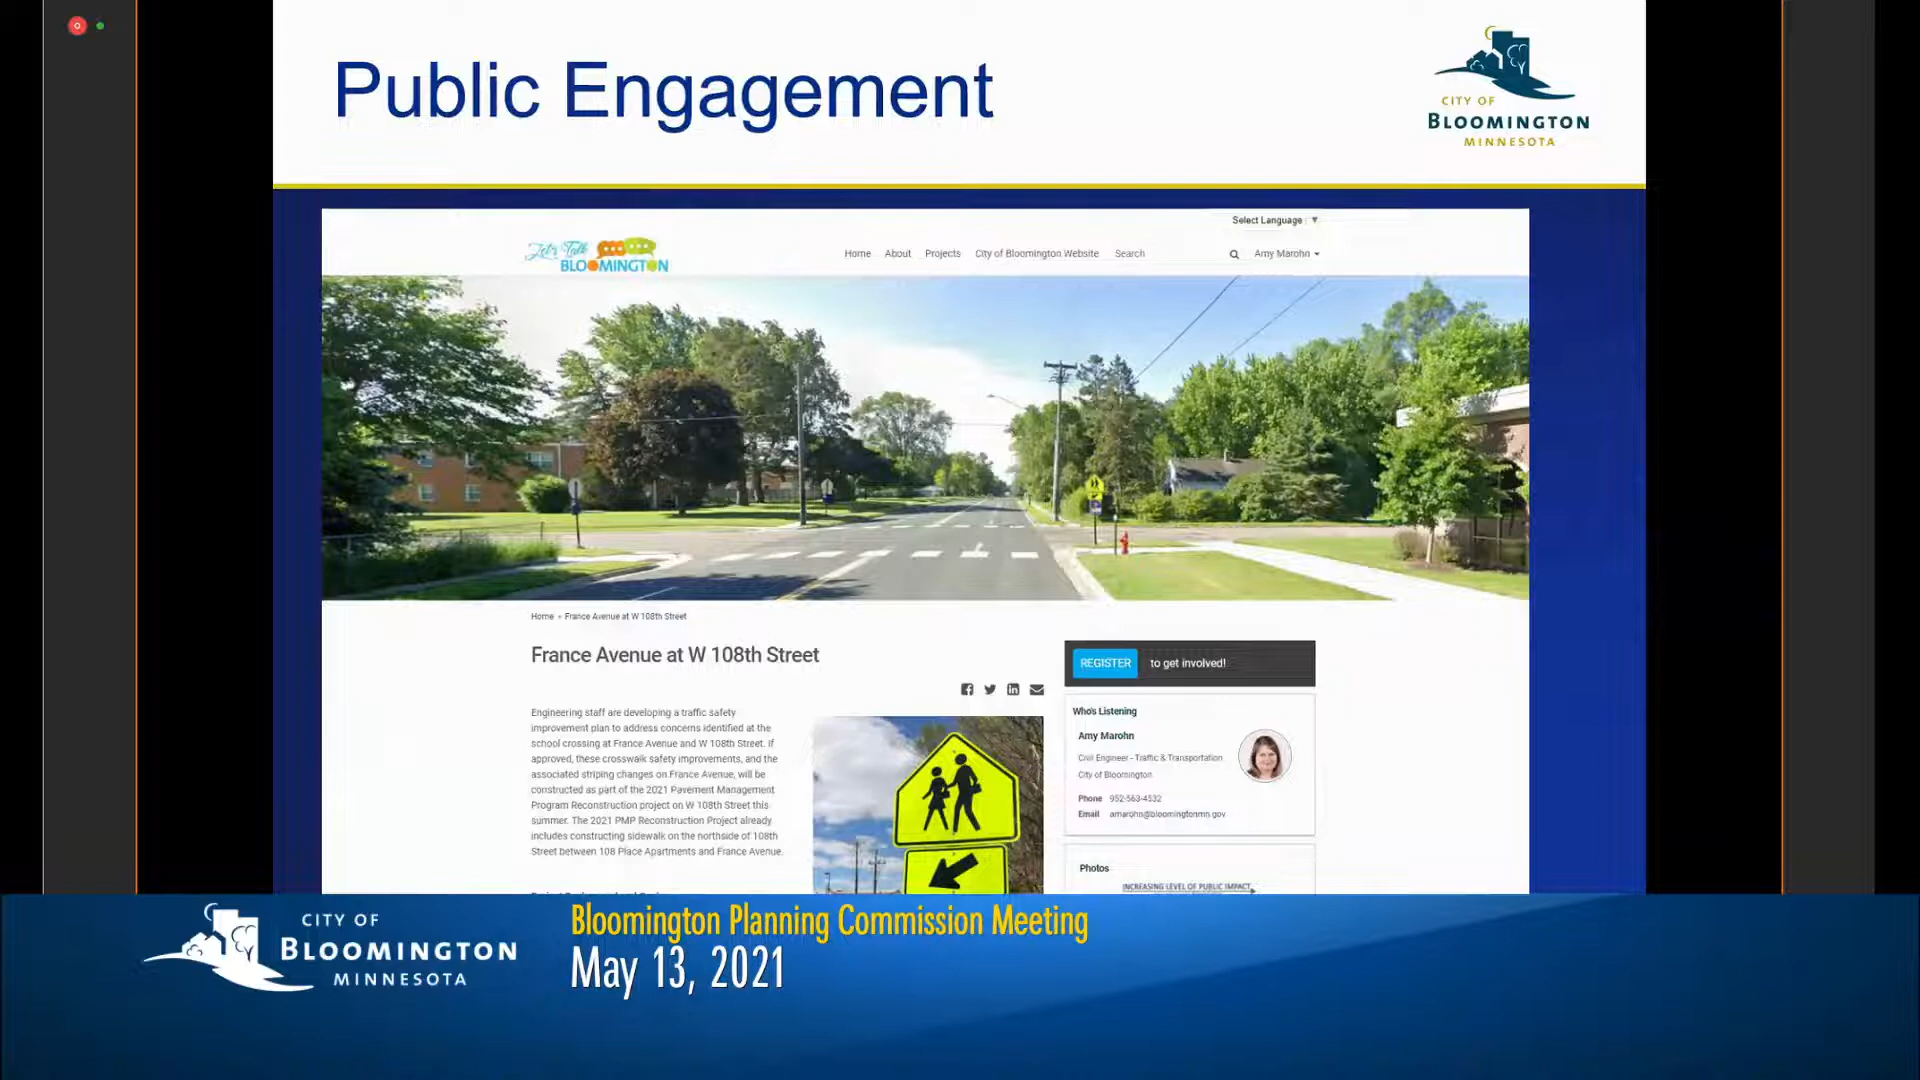 Public Engagement
CITY OF
BLOOMINGTON
MINNESOTA
Select Language ▼
Let's Talk
BLOOMINGTON
Home About Projects City of Bloomington Website Search
Amy Marohn
Home » France Avenue at W 108th Street
France Avenue at W 108th Street
Engineering staff are developing a traffic safety
improvement plan to address concerns identified at the
school crossing at France Avenue and W 108th Street. If
approved, these crosswalk safety improvements, and the
associated striping changes on France Avenue, will be
constructed as part of the 2021 Pavement Management
Program Reconstruction project on W 108th Street this
summer. The 2021 PMP Reconstruction Project already
includes constructing sidewalk on the northside of 108th
Street between 108 Place Apartments and France Avenue.
REGISTER to get involved!
Who's Listening
Amy Marohn
Civil Engineer - Traffic & Transportation
City of Bloomington
Phone 952-563-4532
Email amarohn@bloomingtonmn.gov
Photos
INCREASING LEVEL OF PUBLIC IMPACT
CITY OF
BLOOMINGTON
MINNESOTA
Bloomington Planning Commission Meeting
May 13, 2021